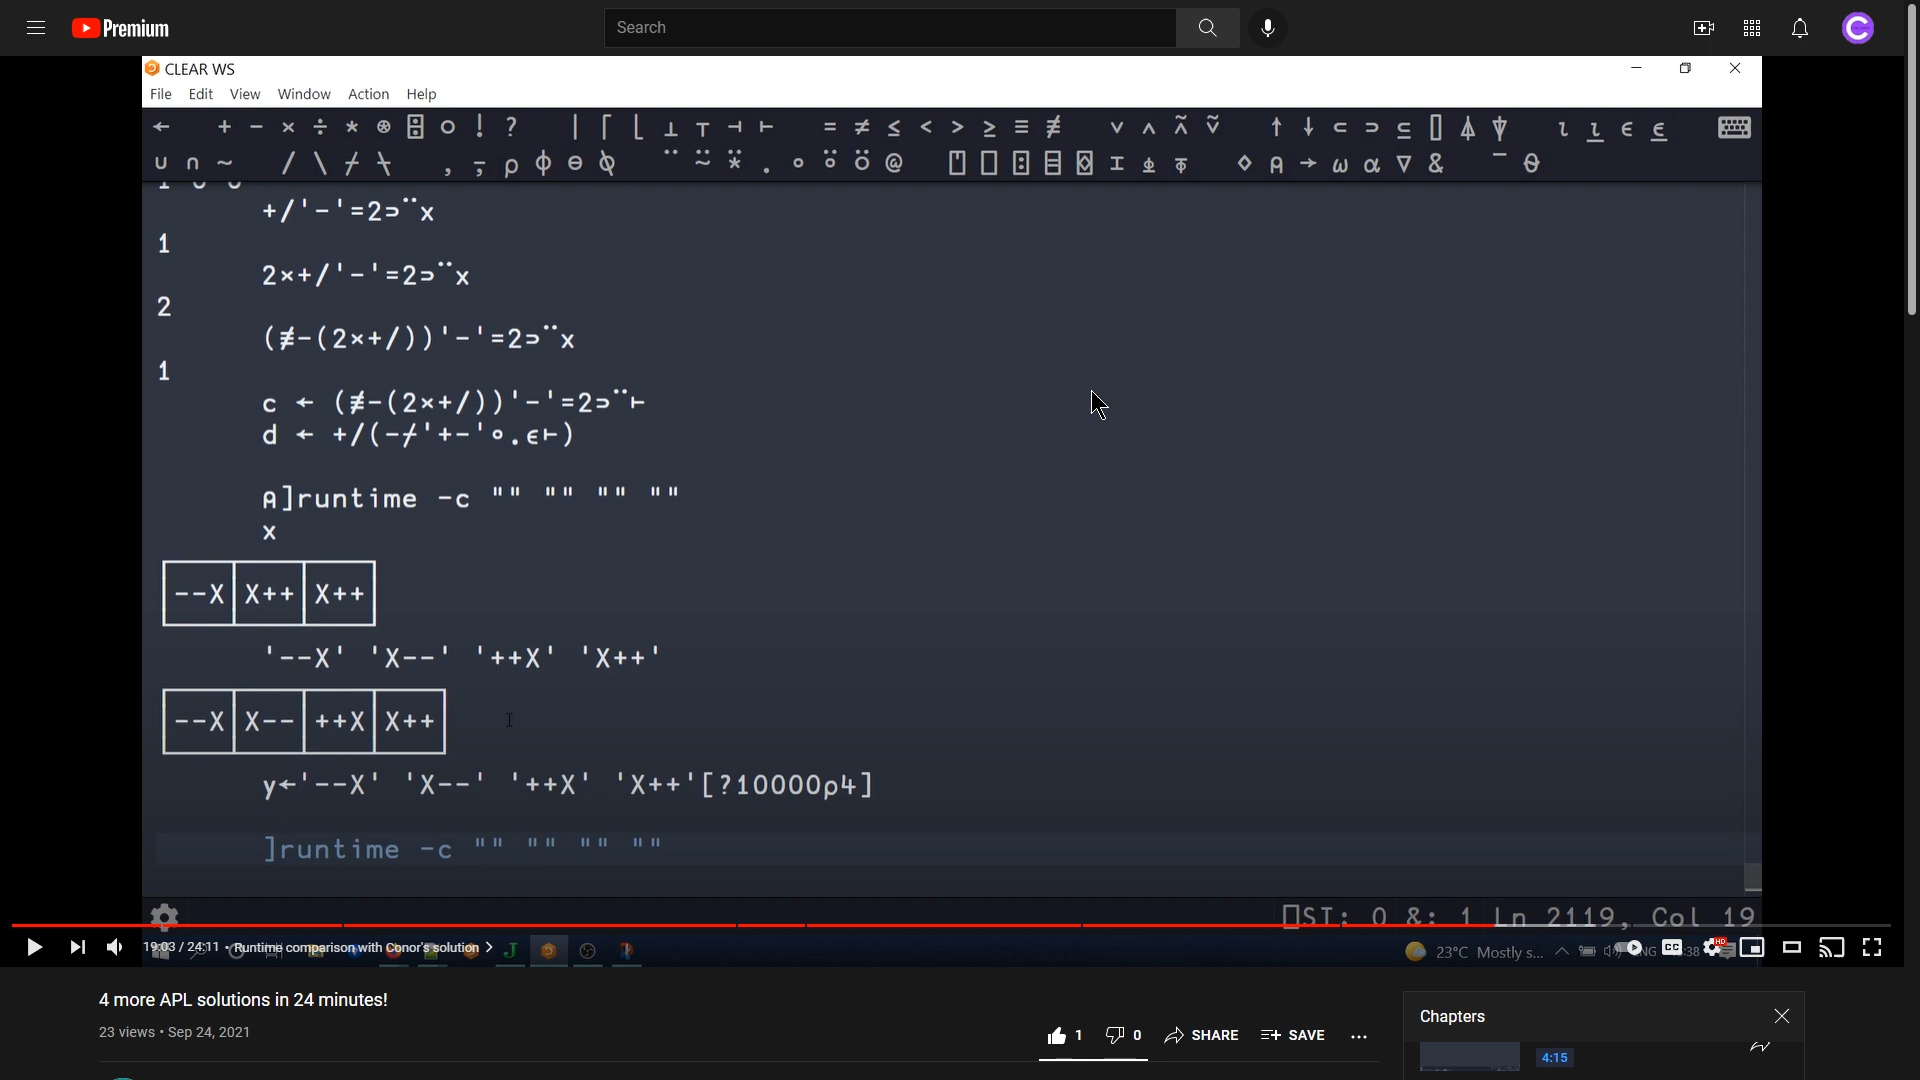 Premium
Search
CLEAR WS
File Edit View Window Action Help
← + - × ÷ * ⍟ ⌹ ○ ! ? | ⌈ ⌊ ⊥ ⊤ ⊣ ⊢ = ≠ ≤ < > ≥ ≡ ≢ ∨ ∧ ⍲ ⍱ ↑ ↓ ⊂ ⊃ ⊆ ⌷ ⍋ ⍒ ⍳ ⍸ ∊ ⍷
∪ ∩ ~ / \ ⌿ ⍀ , ⍪ ⍴ ⌽ ⊖ ⍉ ¨ ⍨ ⍣ . ∘ ⍤ ⍥ @ ⍞ ⎕ ⍠ ⌸ ⌺ ⌶ ⍎ ⍕ ⋄ ⍝ → ⍵ ⍺ ∇ & ¯ ⍬
+/'-'=2⊃¨x
1
2×+/'-'=2⊃¨x
2
(≢-(2×+/))'-'=2⊃¨x
1
c ← (≢-(2×+/))'-'=2⊃¨⊢
d ← +/(-⌿'+-'∘.∊⊢)
⍝]runtime -c "" "" "" ""
x
--X X++ X++
'--X' 'X--' '++X' 'X++'
--X X-- ++X X++
y←'--X' 'X--' '++X' 'X++'[?10000⍴4]
]runtime -c "" "" "" ""
⎕ST: 0 &: 1 Ln 2119, Col 19
19:03 / 24:11 • Runtime comparison with Conor's solution >
23°C Mostly s...
CC HD
4 more APL solutions in 24 minutes!
23 views • Sep 24, 2021
1 0 SHARE SAVE ...
Chapters
4:15